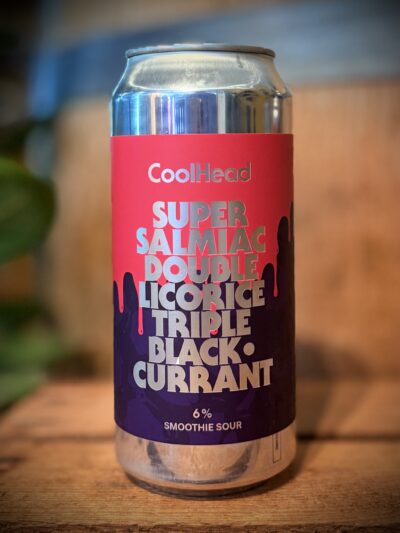 CoolHead
SUPER
SALMIAC
DOUBLE
LICORICE
TRIPLE
BLACK•
CURRANT
6%
SMOOTHIE SOUR